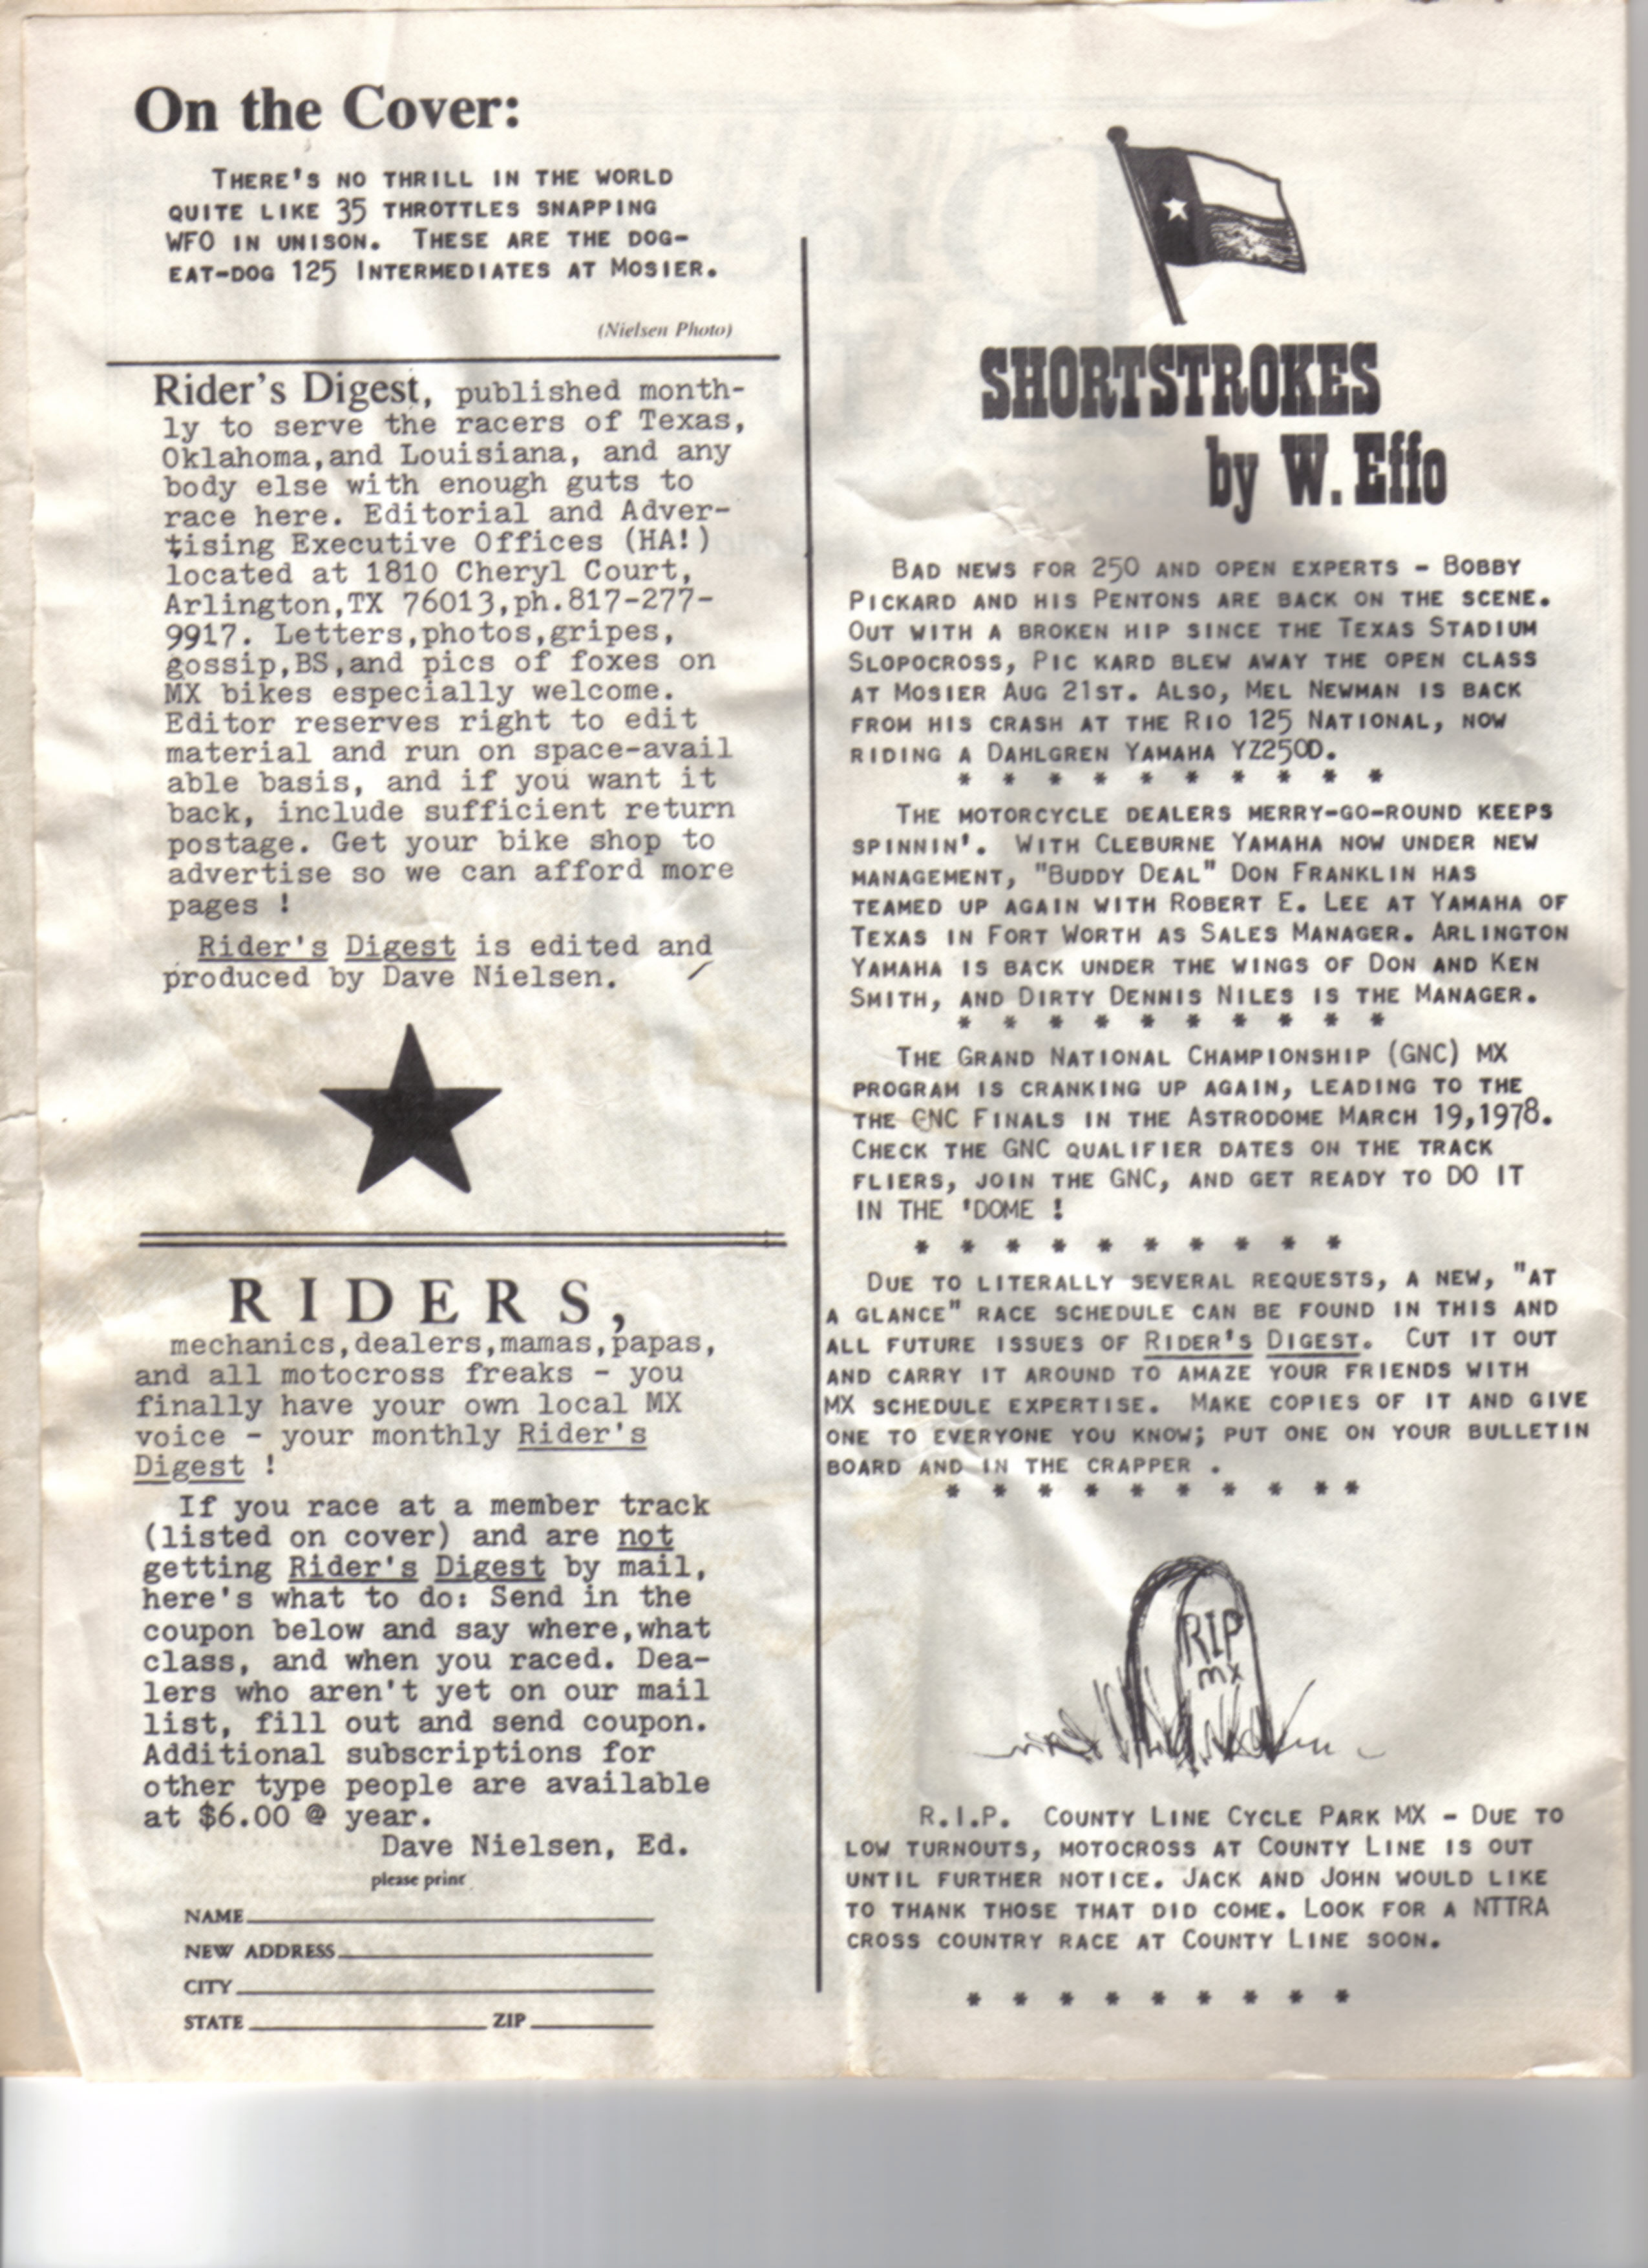 On the Cover:
THERE'S NO THRILL IN THE WORLD
QUITE LIKE 35 THROTTLES SNAPPING
WFO IN UNISON. THESE ARE THE DOG-
EAT-DOG 125 INTERMEDIATES AT MOSIER.
(Nielsen Photo)
Rider's Digest, published month-
ly to serve the racers of Texas,
Oklahoma,and Louisiana, and any
body else with enough guts to
race here. Editorial and Adver-
tising Executive Offices (HA!)
located at 1810 Cheryl Court,
Arlington,TX 76013,ph.817-277-
9917. Letters,photos,gripes,
gossip,BS,and pics of foxes on
MX bikes especially welcome.
Editor reserves right to edit
material and run on space-avail
able basis, and if you want it
back, include sufficient return
postage. Get your bike shop to
advertise so we can afford more
pages !
Rider's Digest is edited and
produced by Dave Nielsen.
RIDERS,
mechanics,dealers,mamas,papas,
and all motocross freaks - you
finally have your own local MX
voice - your monthly Rider's
Digest !
If you race at a member track
(listed on cover) and are not
getting Rider's Digest by mail,
here's what to do: Send in the
coupon below and say where,what
class, and when you raced. Dea-
lers who aren't yet on our mail
list, fill out and send coupon.
Additional subscriptions for
other type people are available
at $6.00 @ year.
Dave Nielsen, Ed.
please print
NAME
NEW ADDRESS
CITY
STATE ZIP
SHORTSTROKES
by W. Effo
BAD NEWS FOR 250 AND OPEN EXPERTS - BOBBY
PICKARD AND HIS PENTONS ARE BACK ON THE SCENE.
OUT WITH A BROKEN HIP SINCE THE TEXAS STADIUM
SLOPOCROSS, PIC KARD BLEW AWAY THE OPEN CLASS
AT MOSIER AUG 21ST. ALSO, MEL NEWMAN IS BACK
FROM HIS CRASH AT THE RIO 125 NATIONAL, NOW
RIDING A DAHLGREN YAMAHA YZ250D.
* * * * * * * * * *
THE MOTORCYCLE DEALERS MERRY-GO-ROUND KEEPS
SPINNIN'. WITH CLEBURNE YAMAHA NOW UNDER NEW
MANAGEMENT, "BUDDY DEAL" DON FRANKLIN HAS
TEAMED UP AGAIN WITH ROBERT E. LEE AT YAMAHA OF
TEXAS IN FORT WORTH AS SALES MANAGER. ARLINGTON
YAMAHA IS BACK UNDER THE WINGS OF DON AND KEN
SMITH, AND DIRTY DENNIS NILES IS THE MANAGER.
* * * * * * * * * *
THE GRAND NATIONAL CHAMPIONSHIP (GNC) MX
PROGRAM IS CRANKING UP AGAIN, LEADING TO THE
THE GNC FINALS IN THE ASTRODOME MARCH 19,1978.
CHECK THE GNC QUALIFIER DATES ON THE TRACK
FLIERS, JOIN THE GNC, AND GET READY TO DO IT
IN THE 'DOME !
* * * * * * * * * *
DUE TO LITERALLY SEVERAL REQUESTS, A NEW, "AT
A GLANCE" RACE SCHEDULE CAN BE FOUND IN THIS AND
ALL FUTURE ISSUES OF RIDER'S DIGEST. CUT IT OUT
AND CARRY IT AROUND TO AMAZE YOUR FRIENDS WITH
MX SCHEDULE EXPERTISE. MAKE COPIES OF IT AND GIVE
ONE TO EVERYONE YOU KNOW; PUT ONE ON YOUR BULLETIN
BOARD AND IN THE CRAPPER .
* * * * * * * * * *
RIP
mx
R.I.P. COUNTY LINE CYCLE PARK MX - DUE TO
LOW TURNOUTS, MOTOCROSS AT COUNTY LINE IS OUT
UNTIL FURTHER NOTICE. JACK AND JOHN WOULD LIKE
TO THANK THOSE THAT DID COME. LOOK FOR A NTTRA
CROSS COUNTRY RACE AT COUNTY LINE SOON.
* * * * * * * * *